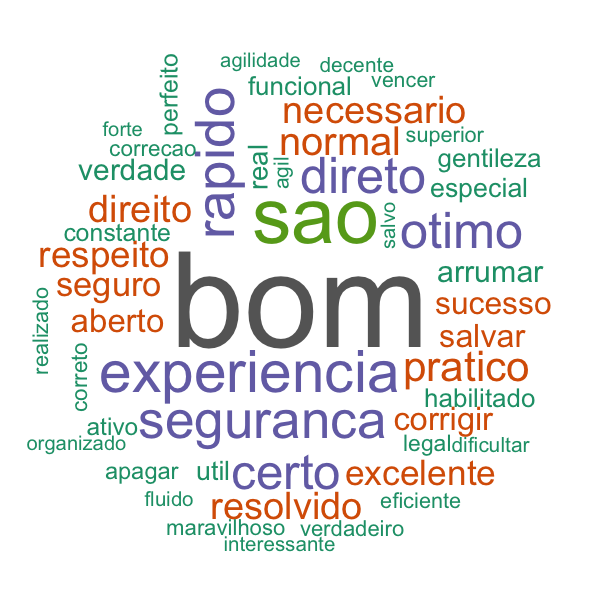 agilidade
decente
perfeito
funcional
vencer
rapido
necessario
forte
normal
superior
correcao
real
agil
gentileza
verdade
direto
especial
direito
sao
salvo
otimo
constante
respeito
bom
arrumar
seguro
sucesso
realizado
aberto
salvar
correto
experiencia
pratico
habilitado
ativo
seguranca
corrigir
organizado
legal
dificultar
apagar
util
certo
excelente
fluido
resolvido
eficiente
maravilhoso
verdadeiro
interessante